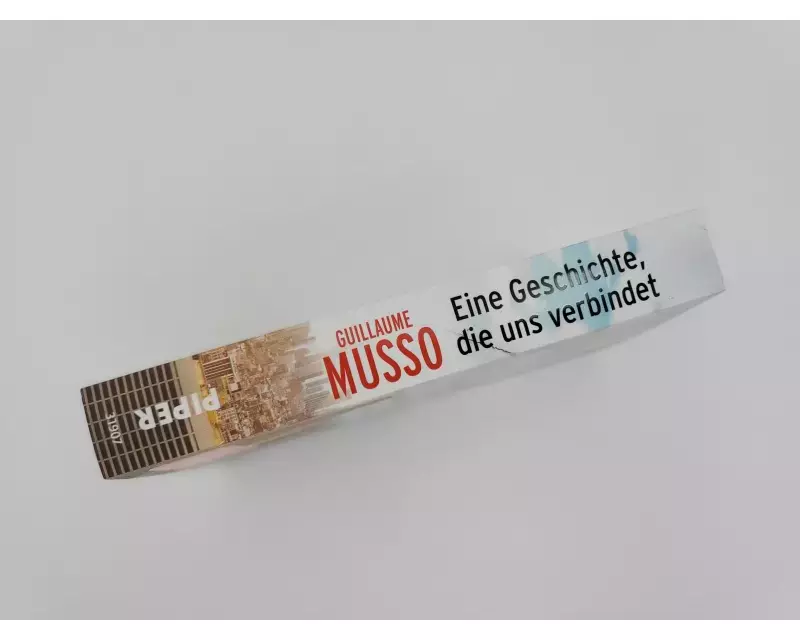 GUILLAUME
MUSSO
Eine Geschichte,
die uns verbindet
PIPER
31907